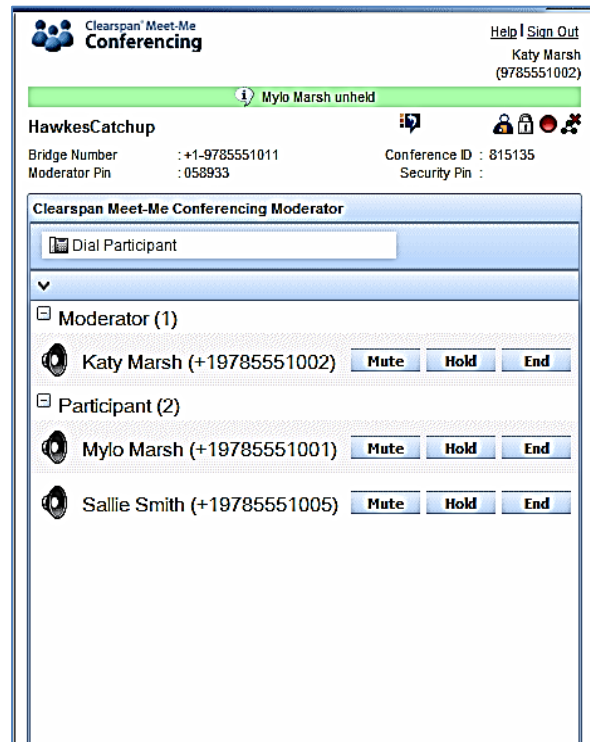 Clearspan® Meet-Me
Conferencing
Help | Sign Out
Katy Marsh
(9785551002)
Mylo Marsh unheld
HawkesCatchup
Bridge Number : +1-9785551011 Conference ID : 815135
Moderator Pin : 058933 Security Pin :
Clearspan Meet-Me Conferencing Moderator
Dial Participant
Moderator (1)
Katy Marsh (+19785551002) Mute Hold End
Participant (2)
Mylo Marsh (+19785551001) Mute Hold End
Sallie Smith (+19785551005) Mute Hold End